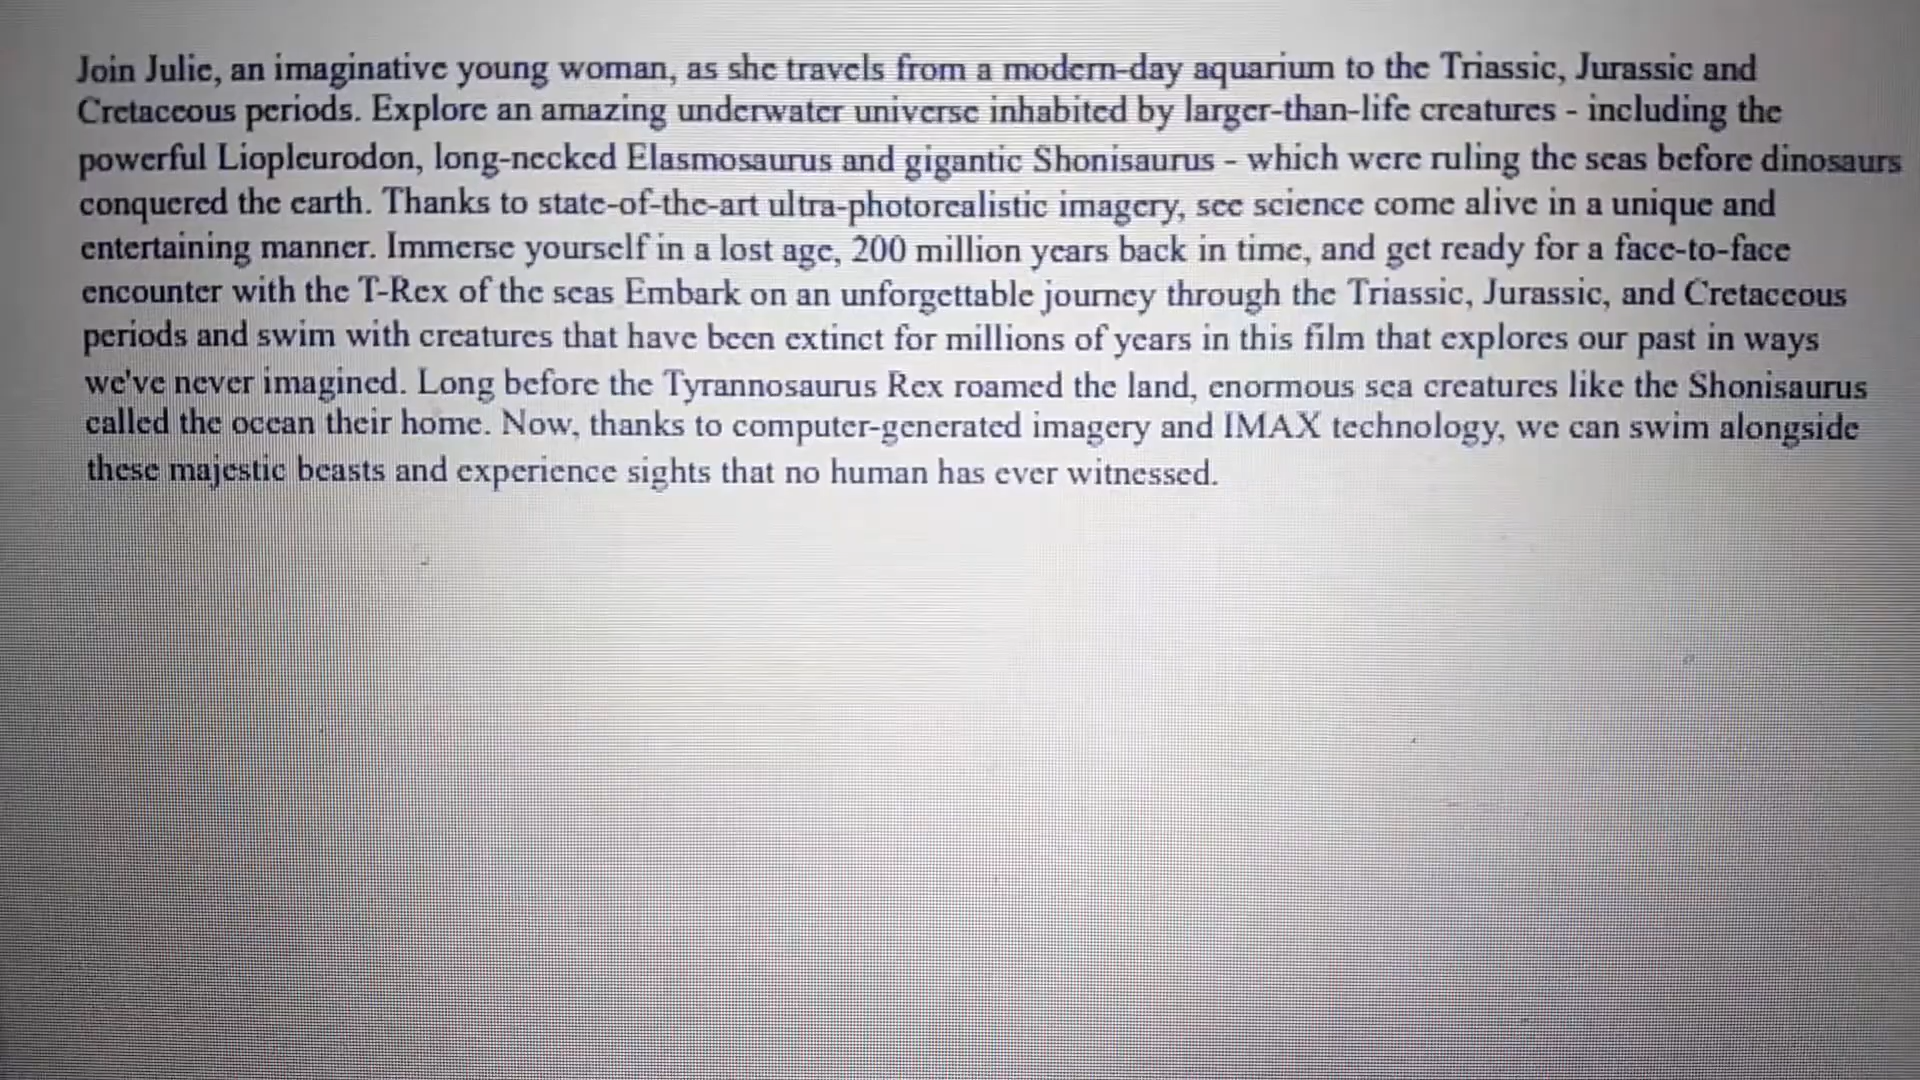 Join Julie, an imaginative young woman, as she travels from a modern-day aquarium to the Triassic, Jurassic and
Cretaceous periods. Explore an amazing underwater universe inhabited by larger-than-life creatures - including the
powerful Liopleurodon, long-necked Elasmosaurus and gigantic Shonisaurus - which were ruling the seas before dinosaurs
conquered the earth. Thanks to state-of-the-art ultra-photorealistic imagery, see science come alive in a unique and
entertaining manner. Immerse yourself in a lost age, 200 million years back in time, and get ready for a face-to-face
encounter with the T-Rex of the seas Embark on an unforgettable journey through the Triassic, Jurassic, and Cretaceous
periods and swim with creatures that have been extinct for millions of years in this film that explores our past in ways
we've never imagined. Long before the Tyrannosaurus Rex roamed the land, enormous sea creatures like the Shonisaurus
called the ocean their home. Now, thanks to computer-generated imagery and IMAX technology, we can swim alongside
these majestic beasts and experience sights that no human has ever witnessed.